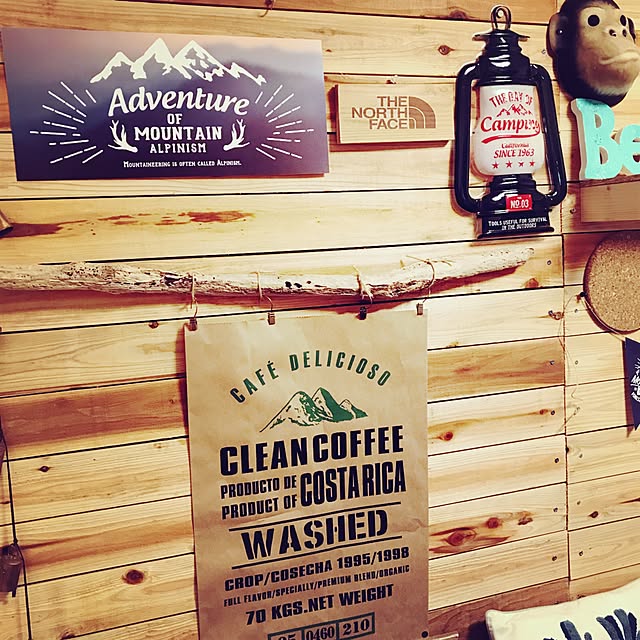 Adventure
OF
MOUNTAIN
ALPINISM
MOUNTAINEERING IS OFTEN CALLED ALPINISM.
THE
NORTH
FACE
THE DAY OF
Camping
California
SINCE 1963
No.03
TOOLS USEFUL FOR SURVIVAL
IN THE OUTDOORS
Be
CAFÉ DELICIOSO
CLEAN COFFEE
PRODUCTO DE
PRODUCT OF COSTA RICA
WASHED
CROP/COSECHA 1995/1998
FULL FLAVOR/SPECIALLY/PREMIUM BLEND/ORGANIC
70 KGS.NET WEIGHT
0460 210